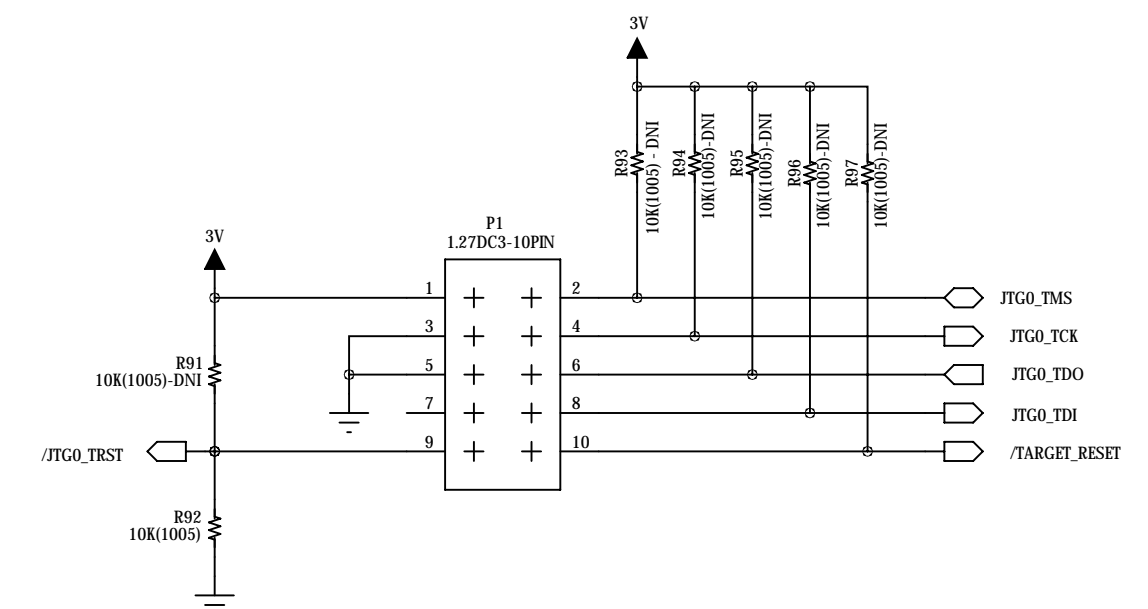 3V
R93
10K(1005) - DNI
R94
10K(1005)-DNI
R95
10K(1005)-DNI
R96
10K(1005)-DNI
R97
10K(1005)-DNI
P1
1.27DC3-10PIN
3V
1
2
JTG0_TMS
3
4
JTG0_TCK
R91
10K(1005)-DNI
5
6
JTG0_TDO
7
8
JTG0_TDI
/JTG0_TRST
9
10
/TARGET_RESET
R92
10K(1005)